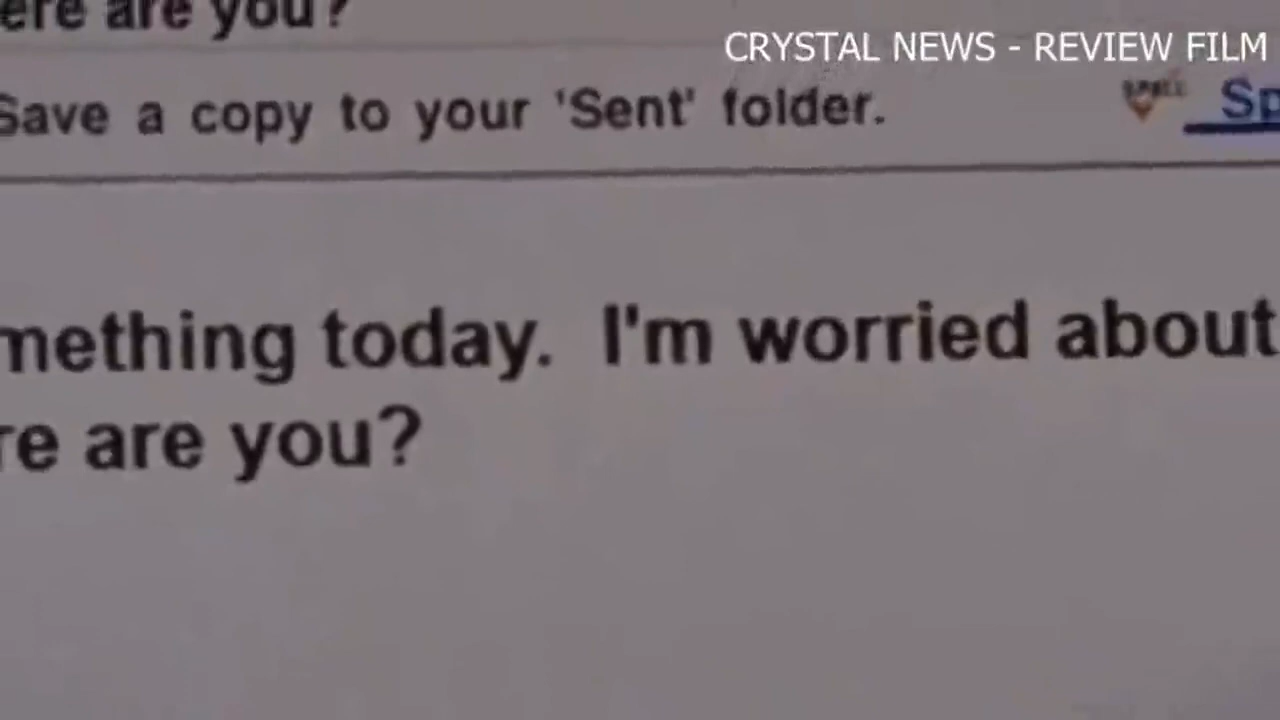 ere are you?
CRYSTAL NEWS - REVIEW FILM
Save a copy to your 'Sent' folder.
SPELL Sp
mething today. I'm worried about
re are you?